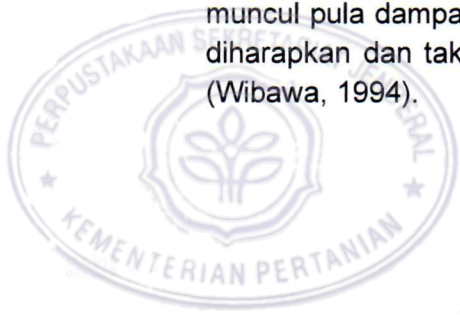 muncul pula dampa
diharapkan dan tak
(Wibawa, 1994).
PERPUSTAKAAN SEKRETARIAT JENDERAL
KEMENTERIAN PERTANIAN